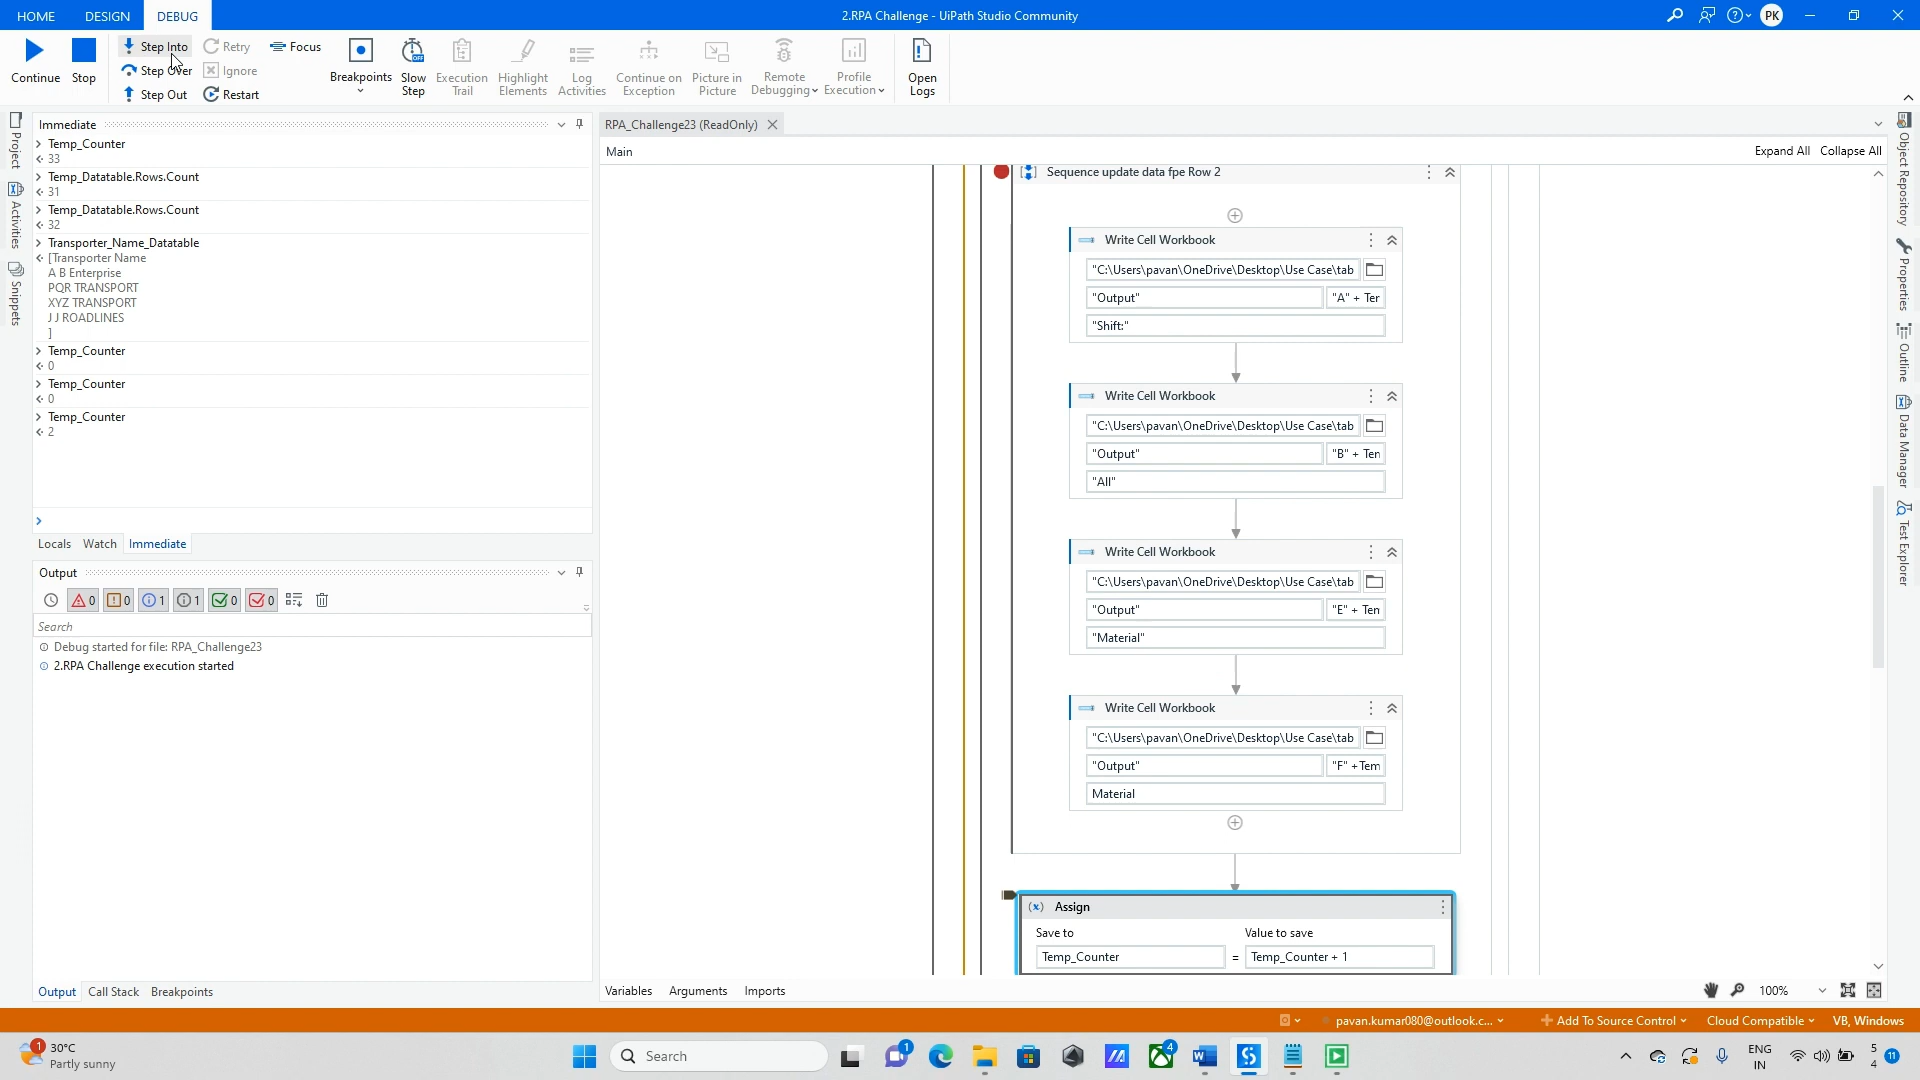 HOME DESIGN DEBUG
2.RPA Challenge - UiPath Studio Community
PK
Continue
Stop
Step Into
Step Over
Step Out
Retry
Ignore
Restart
Focus
Breakpoints
Slow
Step
Execution
Trail
Highlight
Elements
Log
Activities
Continue on
Exception
Picture in
Picture
Remote
Debugging
Profile
Execution
Open
Logs
Project
Activities
Snippets
Immediate
Temp_Counter
33
Temp_Datatable.Rows.Count
31
Temp_Datatable.Rows.Count
32
Transporter_Name_Datatable
[Transporter Name
A B Enterprise
PQR TRANSPORT
XYZ TRANSPORT
J J ROADLINES
]
Temp_Counter
0
Temp_Counter
0
Temp_Counter
2
Locals Watch Immediate
Output
0 0 1 1 0 0
Search
Debug started for file: RPA_Challenge23
2.RPA Challenge execution started
Output Call Stack Breakpoints
RPA_Challenge23 (ReadOnly)
Main
Expand All Collapse All
Sequence update data fpe Row 2
Write Cell Workbook
"C:\Users\pavan\OneDrive\Desktop\Use Case\tab
"Output" "A" + Ter
"Shift:"
Write Cell Workbook
"C:\Users\pavan\OneDrive\Desktop\Use Case\tab
"Output" "B" + Ten
"All"
Write Cell Workbook
"C:\Users\pavan\OneDrive\Desktop\Use Case\tab
"Output" "E" + Ten
"Material"
Write Cell Workbook
"C:\Users\pavan\OneDrive\Desktop\Use Case\tab
"Output" "F" +Tem
Material
(x) Assign
Save to Value to save
Temp_Counter = Temp_Counter + 1
Variables Arguments Imports
100%
Object Repository
Properties
Outline
Data Manager
Test Explorer
pavan.kumar080@outlook.c...
Add To Source Control
Cloud Compatible
VB, Windows
1
30°C
Partly sunny
Search
1
4
ENG
IN
5
4
11